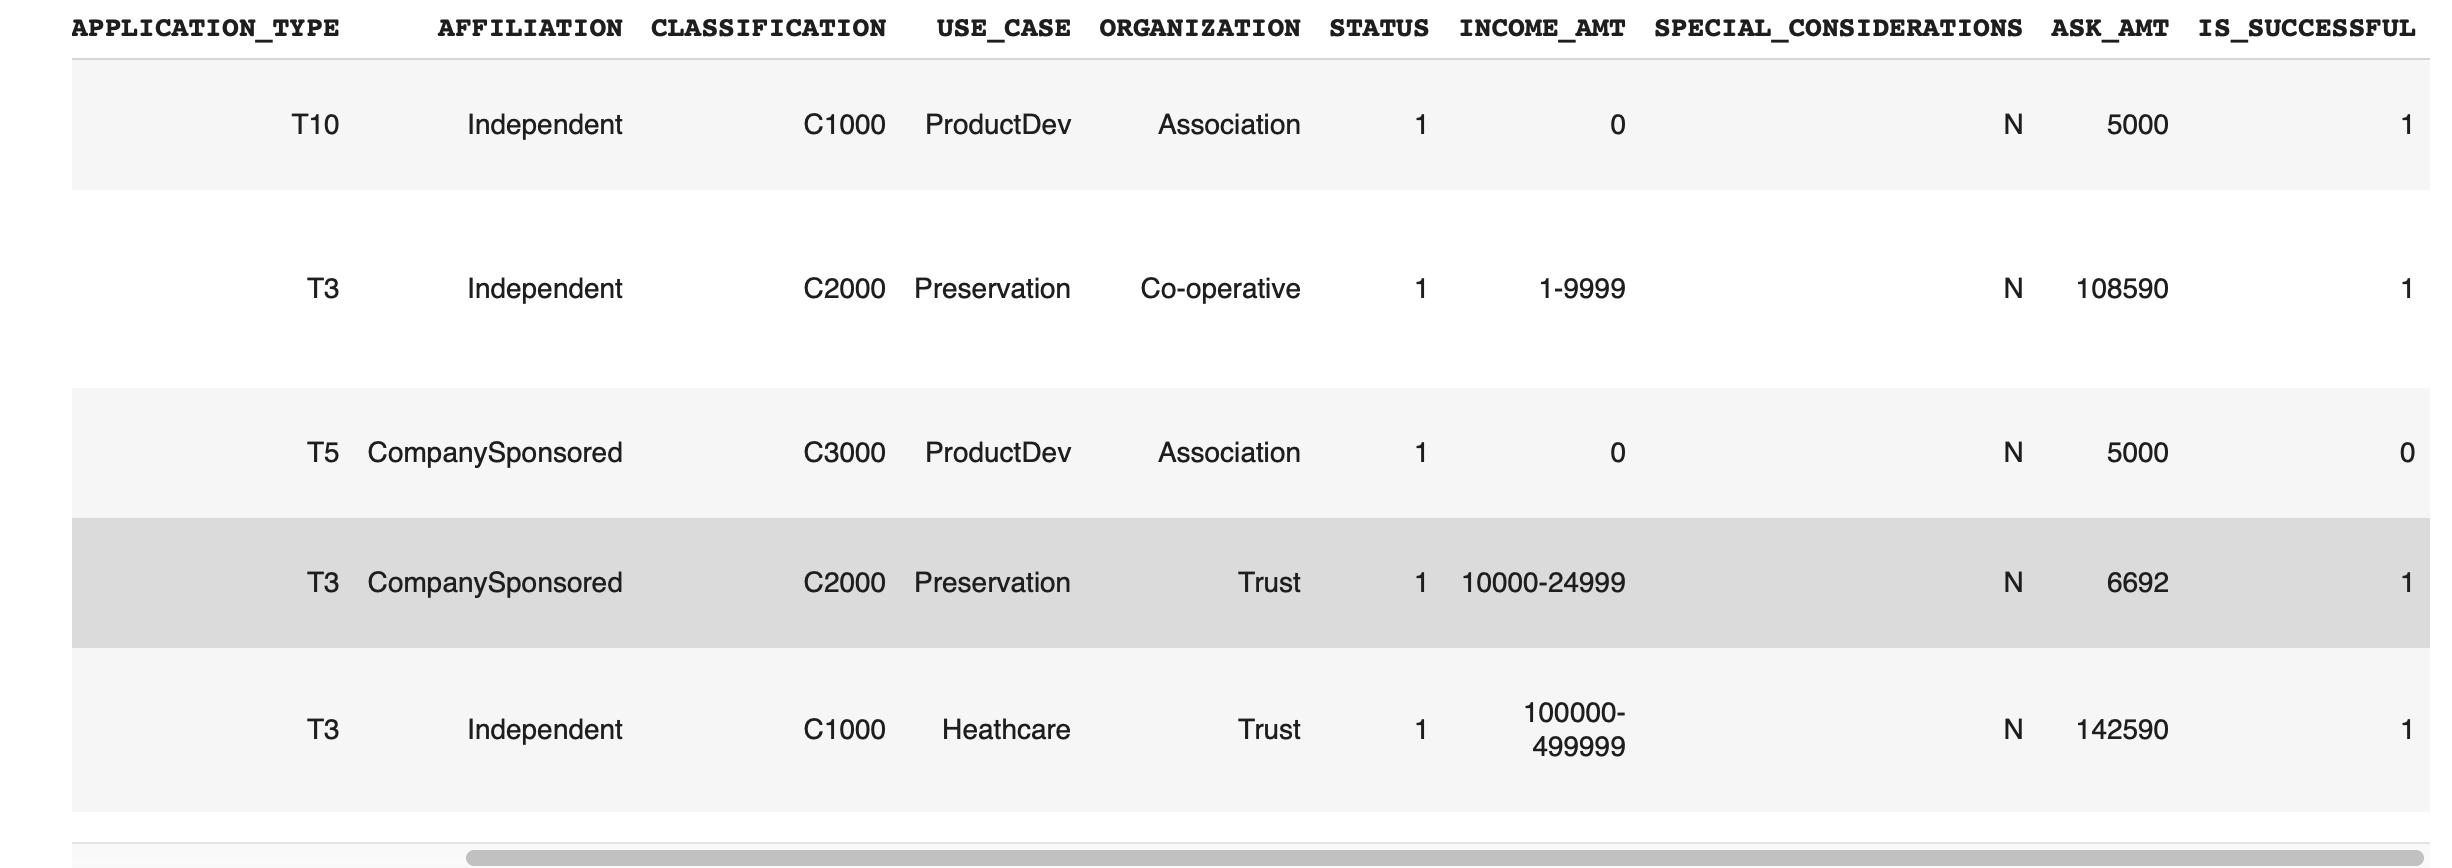 APPLICATION_TYPE AFFILIATION CLASSIFICATION USE_CASE ORGANIZATION STATUS INCOME_AMT SPECIAL_CONSIDERATIONS ASK_AMT IS_SUCCESSFUL
T10 Independent C1000 ProductDev Association 1 0 N 5000 1
T3 Independent C2000 Preservation Co-operative 1 1-9999 N 108590 1
T5 CompanySponsored C3000 ProductDev Association 1 0 N 5000 0
T3 CompanySponsored C2000 Preservation Trust 1 10000-24999 N 6692 1
T3 Independent C1000 Heathcare Trust 1 100000-
499999 N 142590 1